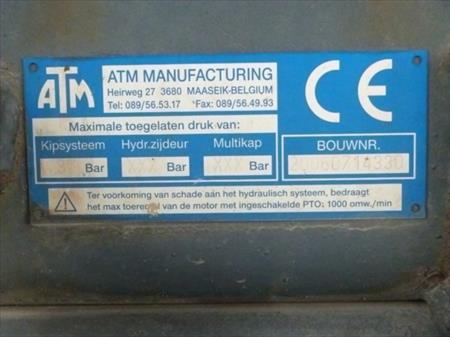 ATM
ATM MANUFACTURING
Heirweg 27 3680 MAASEIK-BELGIUM
Tel: 089/56.53.17 Fax: 089/56.49.93
CE
Maximale toegelaten druk van:
Kipsysteem Hydr.zijdeur Multikap
Bar XXX Bar XXX Bar
BOUWNR.
Ter voorkoming van schade aan het hydraulisch systeem, bedraagt
het max toerental van de motor met ingeschakelde PTO: 1000 omw./min